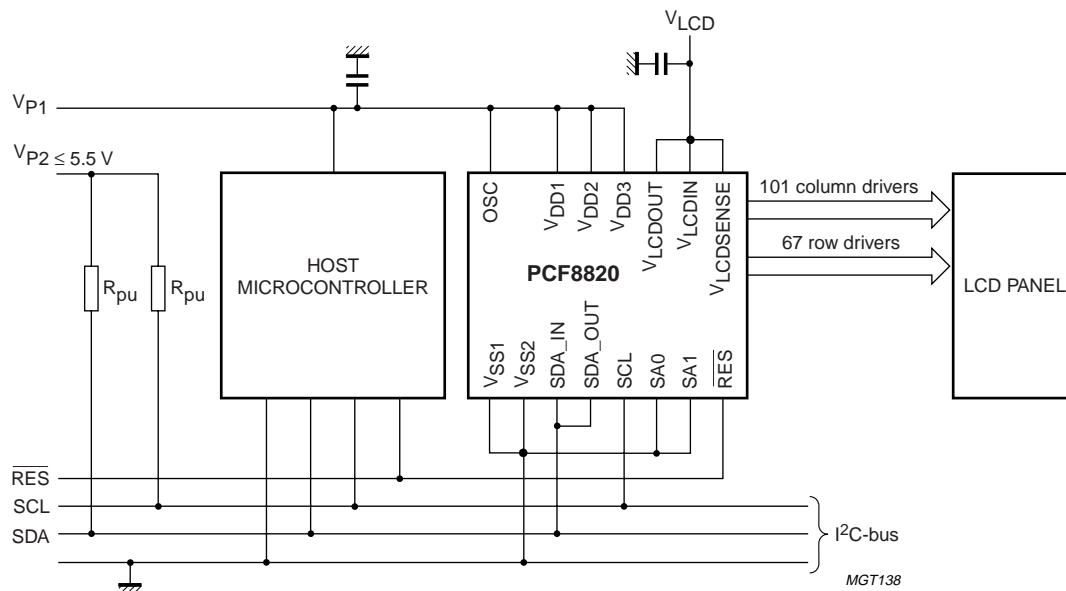 VLCD
VP1
VP2 ≤ 5.5 V
OSC
VDD1
VDD2
VDD3
VLCDOUT
VLCDIN
VLCDSENSE
101 column drivers
67 row drivers
Rpu
Rpu
HOST
MICROCONTROLLER
PCF8820
LCD PANEL
VSS1
VSS2
SDA_IN
SDA_OUT
SCL
SA0
SA1
RES
RES
SCL
SDA
I2C-bus
MGT138